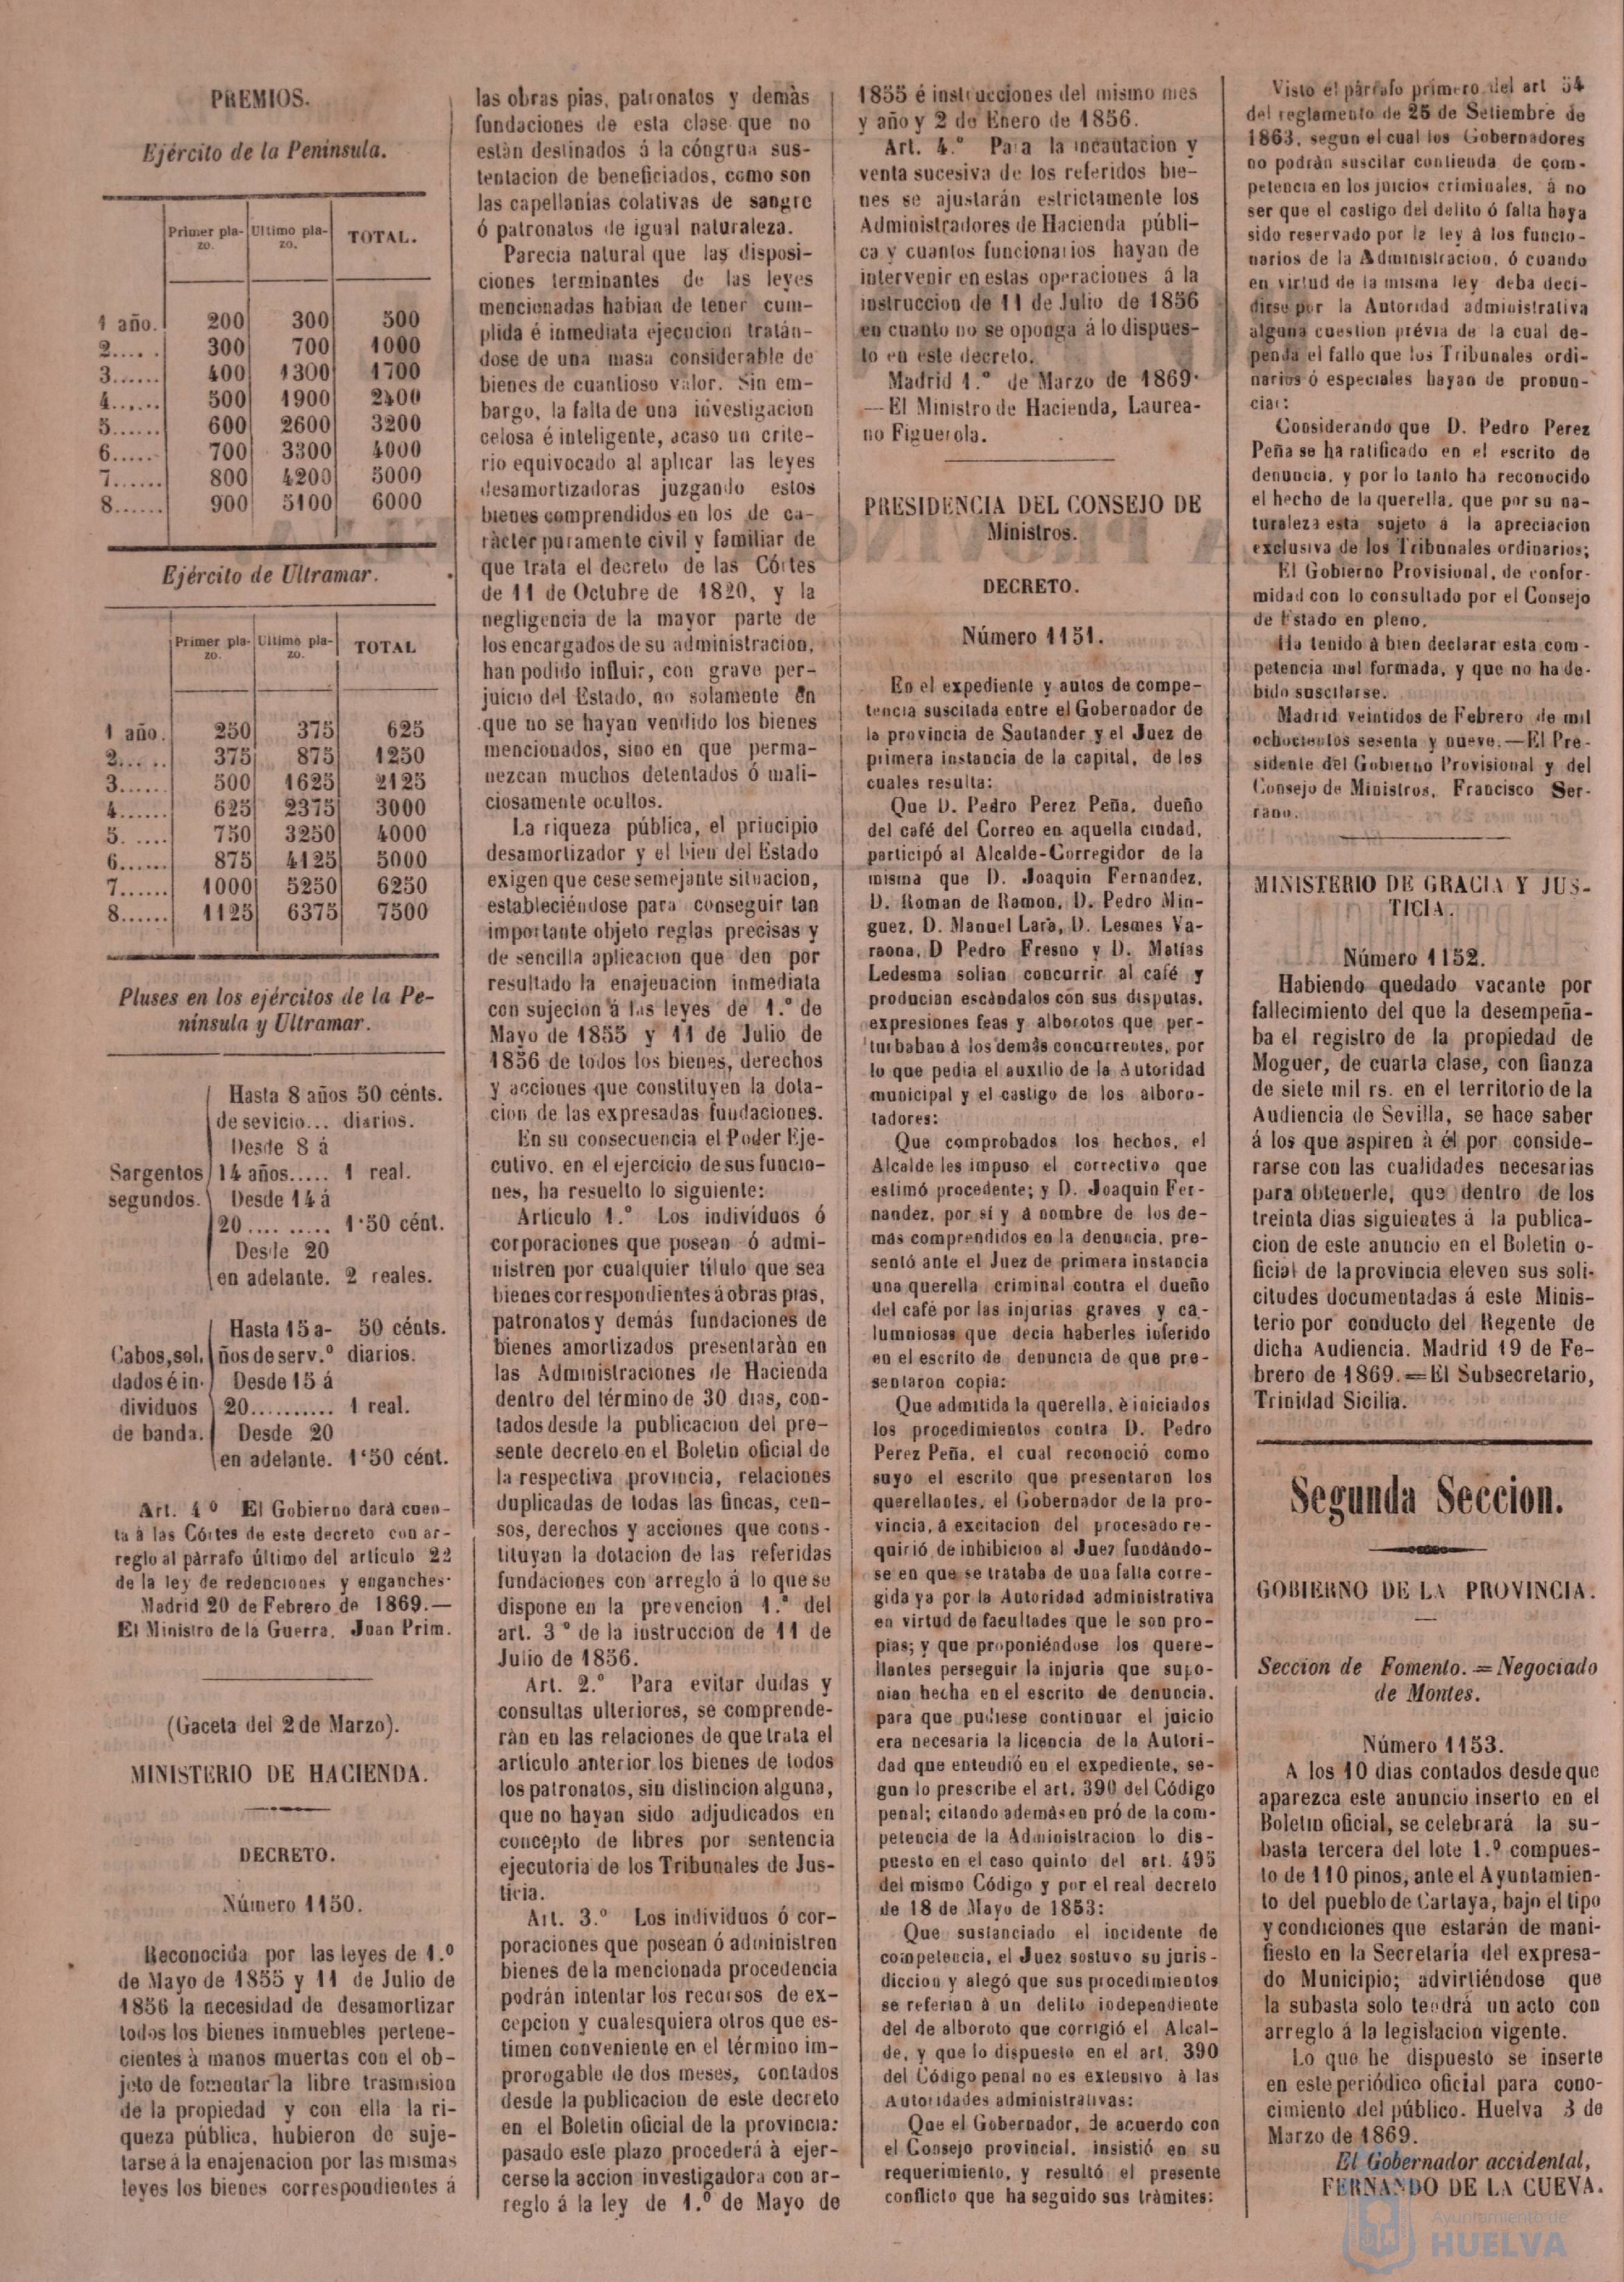 PREMIOS.
Ejército de la Peninsula.
Primer pla-zo. Ultimo pla-zo. TOTAL.
1 año. 200 300 500
2..... 300 700 1000
3...... 400 1300 1700
4...... 500 1900 2400
5...... 600 2600 3200
6...... 700 3300 4000
7...... 800 4200 5000
8...... 900 5100 6000
Ejército de Ultramar.
Primer pla-zo. Ultimo pla-zo. TOTAL
1 año. 250 375 625
2..... 375 875 1250
3...... 500 1625 2125
4...... 625 2375 3000
5. .... 750 3250 4000
6...... 875 4125 5000
7...... 1000 5250 6250
8...... 1125 6375 7500
Pluses en los ejércitos de la Pe-
nínsula y Ultramar.
Hasta 8 años 50 cénts.
de sevicio... diarios.
Desde 8 á
Sargentos 14 años..... 1 real.
segundos. Desde 14 á
20.... ..... 1'50 cént.
Desde 20
en adelante. 2 reales.
Hasta 15 a- 50 cénts.
Cabos, sol. ños de serv.º diarios.
dados é in- Desde 15 á
dividuos 20.......... 1 real.
de banda. Desde 20
en adelante. 1'50 cént.
Art. 4º El Gobierno dará cuen-
ta à las Córtes de este decreto con ar-
reglo al pàrrafo último del artículo 22
de la ley de redenciones y enganches.
Madrid 20 de Febrero de 1869.—
El Ministro de la Guerra, Juan Prim.
(Gaceta del 2 de Marzo).
MINISTERIO DE HACIENDA.
DECRETO.
Número 1150.
Reconocida por las leyes de 1.º
de Mayo de 1855 y 11 de Julio de
1856 la necesidad de desamortizar
todos los bienes inmuebles pertene-
cientes à manos muertas con el ob-
jeto de fomentar la libre trasmision
de la propiedad y con ella la ri-
queza pública, hubieron de suje-
tarse á la enajenacion por las mismas
leyes los bienes correspondientes á
las obras pias, patronatos y demàs
fundaciones de esta clase que no
estàn destinados á la cóngrua sus-
tentacion de beneficiados, como son
las capellanías colativas de sangre
ó patronatos de igual naturaleza.
Parecia natural que las disposi-
ciones terminantes de las leyes
mencionadas habian de tener cum-
plida é inmediata ejecucion tratán-
dose de una masa considerable de
bienes de cuantioso valor. Sin em-
bargo, la falta de una investigacion
celosa é inteligente, acaso un crite-
rio equivocado al aplicar las leyes
desamortizadoras juzgando estos
bienes comprendidos en los de ca-
ràcter puramente civil y familiar de
que trata el decreto de las Córtes
de 11 de Octubre de 1820, y la
negligencia de la mayor parte de
los encargados de su administracion,
han podido influir, con grave per-
juicio del Estado, no solamente en
que no se hayan vendido los bienes
mencionados, sino en que perma-
nezcan muchos detentados ó mali-
ciosamente ocultos.
La riqueza pública, el principio
desamortizador y el bien del Estado
exigen que cese semejante situacion,
estableciéndose para conseguir tan
importante objeto reglas precisas y
de sencilla aplicacion que den por
resultado la enajenacion inmediata
con sujecion à las leyes de 1.º de
Mayo de 1855 y 11 de Julio de
1856 de todos los bienes, derechos
y acciones que constituyen la dota-
cion de las expresadas fundaciones.
En su consecuencia el Poder Eje-
cutivo, en el ejercicio de sus funcio-
nes, ha resuelto lo siguiente:
Artículo 1.º Los individuos ó
corporaciones que posean ó admi-
nistren por cualquier título que sea
bienes correspondientes á obras pias,
patronatos y demás fundaciones de
bienes amortizados presentaràn en
las Administraciones de Hacienda
dentro del término de 30 dias, con-
tados desde la publicacion del pre-
sente decreto en el Boletin oficial de
la respectiva provincia, relaciones
duplicadas de todas las fincas, cen-
sos, derechos y acciones que cons-
tituyan la dotacion de las referidas
fundaciones con arreglo á lo que se
dispone en la prevencion 1.ª del
art. 3º de la instruccion de 11 de
Julio de 1856.
Art. 2.º Para evitar dudas y
consultas ulteriores, se comprende-
ràn en las relaciones de que trata el
artículo anterior los bienes de todos
los patronatos, sin distincion alguna,
que no hayan sido adjudicados en
concepto de libres por sentencia
ejecutoria de los Tribunales de Jus-
ticia.
Art. 3.º Los individuos ó cor-
poraciones que posean ó administren
bienes de la mencionada procedencia
podrán intentar los recursos de ex-
cepcion y cualesquiera otros que es-
timen conveniente en el término im-
prorogable de dos meses, contados
desde la publicacion de este decreto
en el Boletin oficial de la provincia:
pasado este plazo procederá à ejer-
cerse la accion investigadora con ar-
reglo á la ley de 1.º de Mayo de
1855 é instrucciones del mismo mes
y año y 2 de Enero de 1856.
Art. 4.º Para la incautacion y
venta sucesiva de los referidos bie-
nes se ajustarán estrictamente los
Administradores de Hacienda públi-
ca y cuantos funcionarios hayan de
intervenir en estas operaciones á la
instruccion de 11 de Julio de 1856
en cuanto no se oponga á lo dispues-
to en este decreto.
Madrid 1.º de Marzo de 1869.
—El Ministro de Hacienda, Laurea-
no Figuerola.
PRESIDENCIA DEL CONSEJO DE
Ministros.
DECRETO.
Número 1151.
En el expediente y autos de compe-
tencia suscitada entre el Gobernador de
la provincia de Santander y el Juez de
primera instancia de la capital, de los
cuales resulta:
Que D. Pedro Perez Peña, dueño
del café del Correo en aquella ciudad,
participó al Alcalde-Corregidor de la
misma que D. Joaquin Fernandez,
D. Roman de Ramon, D. Pedro Min-
guez, D. Manuel Lara, D. Lesmes Va-
raona, D Pedro Fresno y D. Matías
Ledesma solian concurrir al café y
producian escàndalos con sus disputas,
expresiones feas y alborotos que per-
turbaban à los demàs concurrentes, por
lo que pedia el auxilio de la Autoridad
municipal y el castigo de los alboro-
tadores:
Que comprobados los hechos, el
Alcalde les impuso el correctivo que
estimó procedente; y D. Joaquin Fer-
nandez, por sí y á nombre de los de-
más comprendidos en la denuncia, pre-
sentó ante el Juez de primera instancia
una querella criminal contra el dueño
del café por las injurias graves y ca-
lumniosas que decia haberles inferido
en el escrito de denuncia de que pre-
sentaron copia:
Que admitida la querella, è iniciados
los procedimientos contra D. Pedro
Perez Peña, el cual reconoció como
suyo el escrito que presentaron los
querellantes, el Gobernador de la pro-
vincia, á excitacion del procesado re-
quirió de inhibicion al Juez fundándo-
se en que se trataba de una falta corre-
gida ya por la Autoridad administrativa
en virtud de facultades que le son pro-
pias; y que proponiéndose los quere-
llantes perseguir la injuria que supo-
nian hecha en el escrito de denuncia,
para que pudiese continuar el juicio
era necesaria la licencia de la Autori-
dad que entendió en el expediente, se-
gun lo prescribe el art. 390 del Código
penal; citando además en pró de la com-
petencia de la Administracion lo dis-
puesto en el caso quinto del art. 495
del mismo Código y por el real decreto
de 18 de Mayo de 1853:
Que sustanciado el incidente de
competencia, el Juez sostuvo su juris-
diccion y alegó que sus procedimientos
se referian à un delito independiente
del de alboroto que corrigió el Alcal-
de, y que lo dispuesto en el art. 390
del Código penal no es extensivo à las
Autoridades administrativas:
Que el Gobernador, de acuerdo con
el Consejo provincial, insistió en su
requerimiento, y resultó el presente
conflicto que ha seguido sus tràmites:
Visto el párrafo primero del art 54
del reglamento de 25 de Setiembre de
1863, segun el cual los Gobernadores
no podrán suscitar contienda de com-
petencia en los juicios criminales, á no
ser que el castigo del delito ó falta haya
sido reservado por la ley á los funcio-
narios de la Administracion, ó cuando
en virtud de la misma ley deba deci-
dirse por la Autoridad administrativa
alguna cuestion prévia de la cual de-
penda el fallo que los Tribunales ordi-
narios ó especiales hayan de pronun-
ciar:
Considerando que D. Pedro Perez
Peña se ha ratificado en el escrito de
denuncia, y por lo tanto ha reconocido
el hecho de la querella, que por su na-
turaleza esta sujeto á la apreciacion
exclusiva de los Tribunales ordinarios;
El Gobierno Provisional, de confor-
midad con lo consultado por el Consejo
de Estado en pleno,
Ha tenido à bien declarar esta com-
petencia mal formada, y que no ha de-
bido suscitarse.
Madrid veintidos de Febrero de mil
ochocientos sesenta y nueve.—El Pre-
sidente del Gobierno Provisional y del
Consejo de Ministros, Francisco Ser-
rano.
MINISTERIO DE GRACIA Y JUS-
TICIA.
Número 1152.
Habiendo quedado vacante por
fallecimiento del que la desempeña-
ba el registro de la propiedad de
Moguer, de cuarta clase, con fianza
de siete mil rs. en el territorio de la
Audiencia de Sevilla, se hace saber
á los que aspiren à él por conside-
rarse con las cualidades necesarias
para obtenerle, que dentro de los
treinta dias siguientes á la publica-
cion de este anuncio en el Boletin o-
ficial de la provincia eleven sus soli-
citudes documentadas á este Minis-
terio por conducto del Regente de
dicha Audiencia. Madrid 19 de Fe-
brero de 1869.=El Subsecretario,
Trinidad Sicilia.
Segunda Seccion.
GOBIERNO DE LA PROVINCIA.
Seccion de Fomento.=Negociado
de Montes.
Número 1153.
A los 10 dias contados desde que
aparezca este anuncio inserto en el
Boletin oficial, se celebrará la su-
basta tercera del lote 1.º compues-
to de 110 pinos, ante el Ayuntamien-
to del pueblo de Cartaya, bajo el tipo
y condiciones que estarán de mani-
fiesto en la Secretaría del expresa-
do Municipio; advirtiéndose que
la subasta solo tendrá un acto con
arreglo á la legislacion vigente.
Lo que he dispuesto se inserte
en este periódico oficial para cono-
cimiento del público. Huelva 3 de
Marzo de 1869.
El Gobernador accidental,
FERNANDO DE LA CUEVA.
Ayuntamiento de
HUELVA